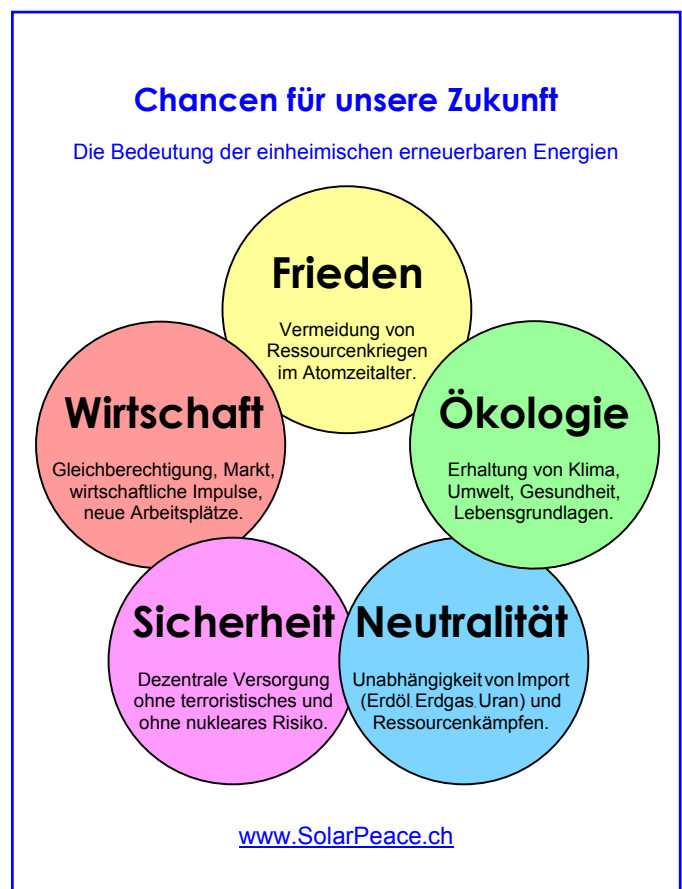 Chancen für unsere Zukunft
Die Bedeutung der einheimischen erneuerbaren Energien
Frieden
Vermeidung von
Ressourcenkriegen
im Atomzeitalter.
Wirtschaft
Gleichberechtigung, Markt,
wirtschaftliche Impulse,
neue Arbeitsplätze.
Ökologie
Erhaltung von Klima,
Umwelt, Gesundheit,
Lebensgrundlagen.
Sicherheit
Dezentrale Versorgung
ohne terroristisches und
ohne nukleares Risiko.
Neutralität
Unabhängigkeit von Import
(Erdöl, Erdgas, Uran) und
Ressourcenkämpfen.
www.SolarPeace.ch